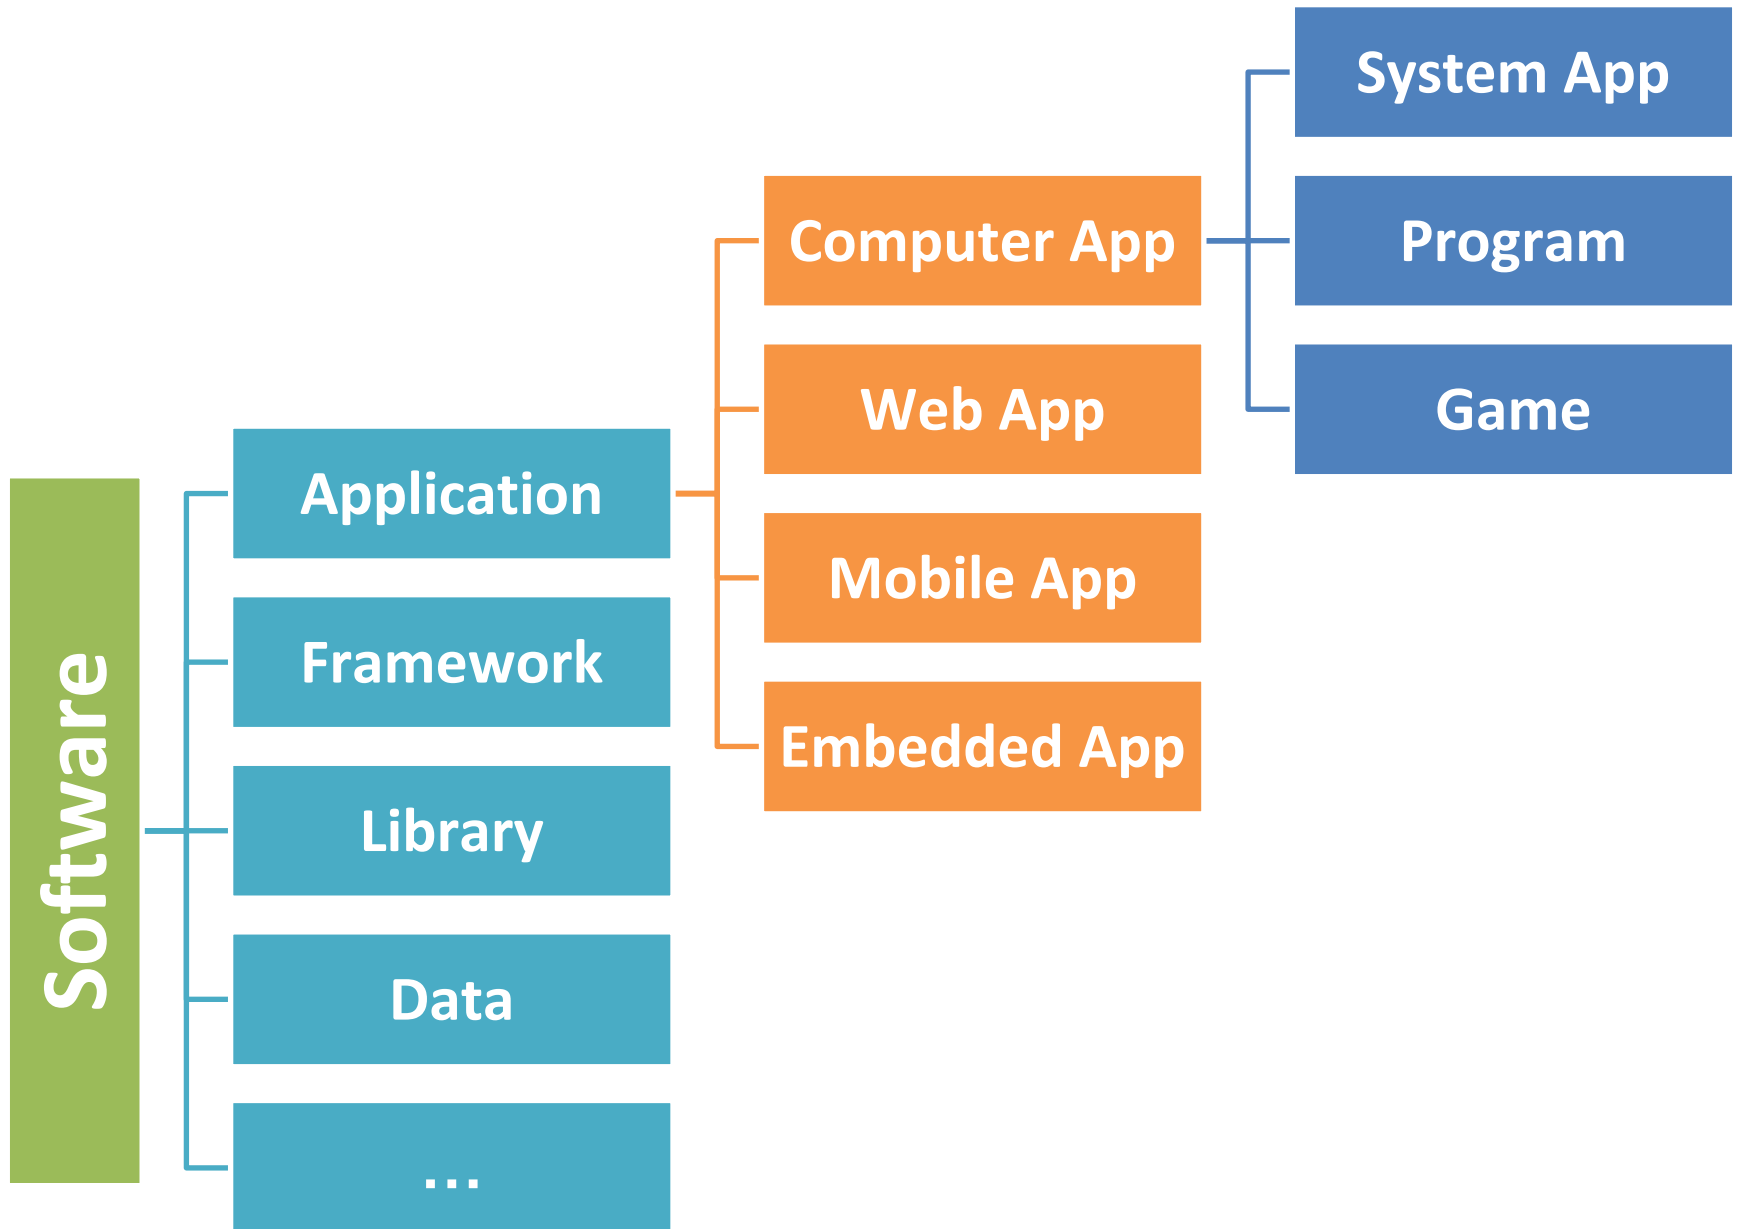 Software
Application
Framework
Library
Data
...
Computer App
Web App
Mobile App
Embedded App
System App
Program
Game